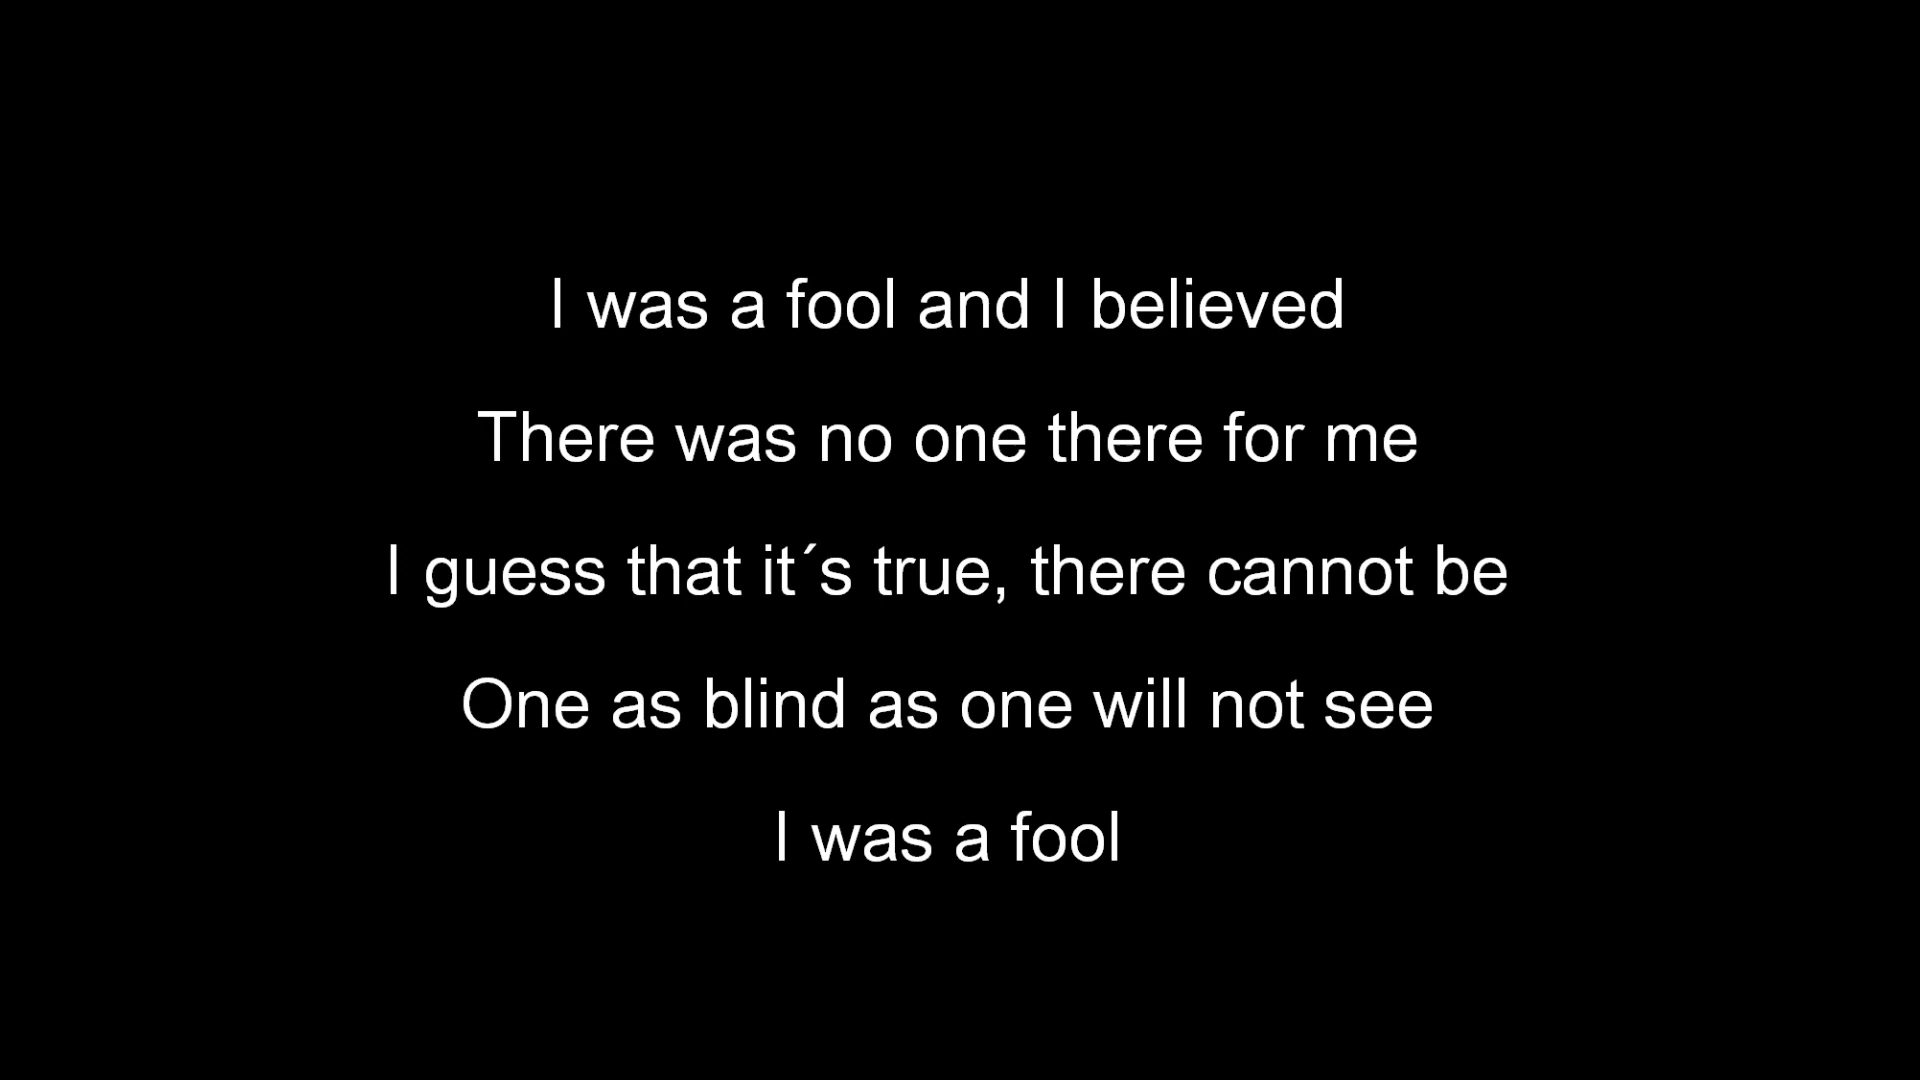 I was a fool and I believed
There was no one there for me
I guess that it´s true, there cannot be
One as blind as one will not see
I was a fool